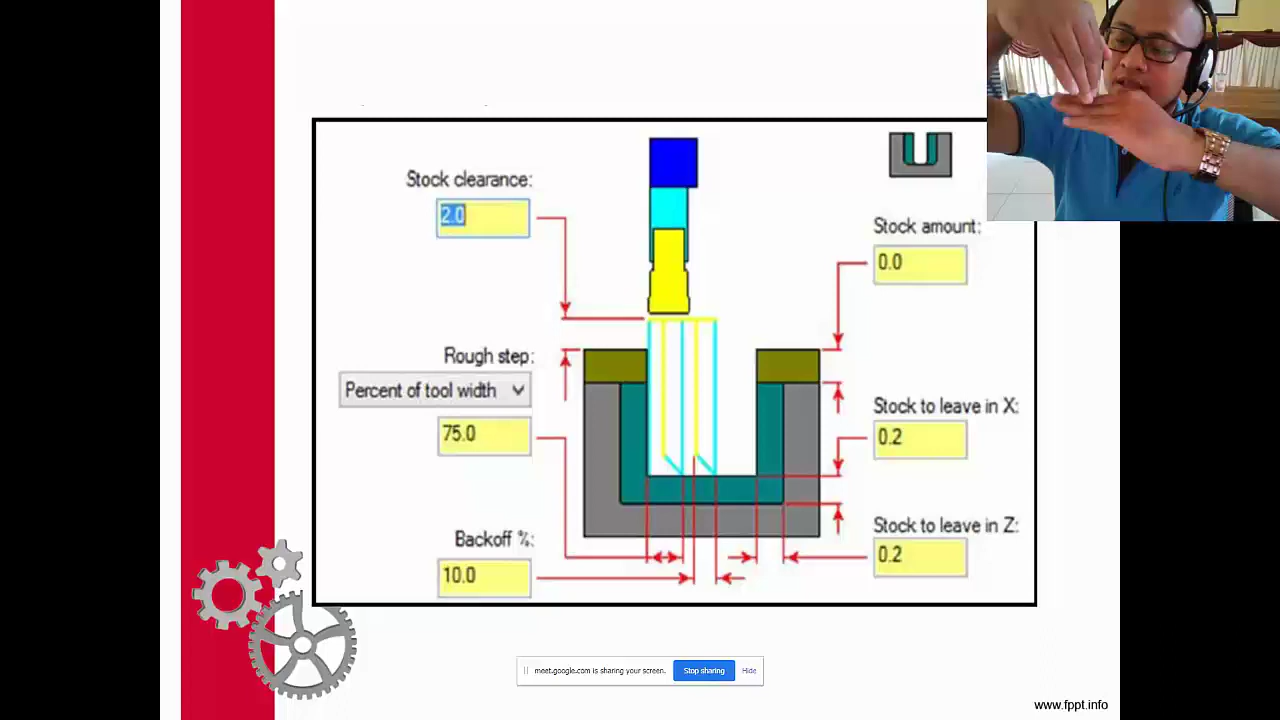 Stock clearance:
2.0
Stock amount:
0.0
Rough step:
Percent of tool width
75.0
Stock to leave in X:
0.2
Backoff %:
10.0
Stock to leave in Z:
0.2
meet.google.com is sharing your screen.
Stop sharing
Hide
www.fppt.info